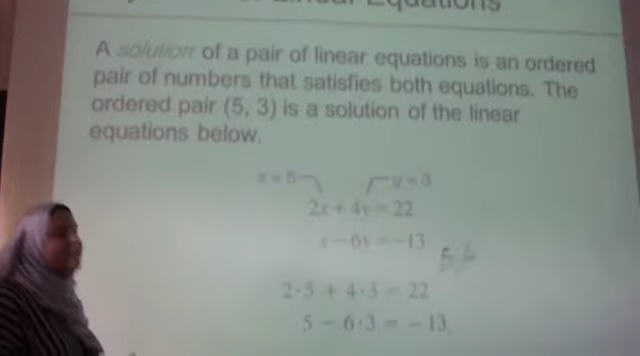 Linear Equations
A solution of a pair of linear equations is an ordered
pair of numbers that satisfies both equations. The
ordered pair (5, 3) is a solution of the linear
equations below.
x = 5 y = 3
2x + 4y = 22
x − 6y = −13
2·5 + 4·3 = 22
5 − 6·3 = − 13